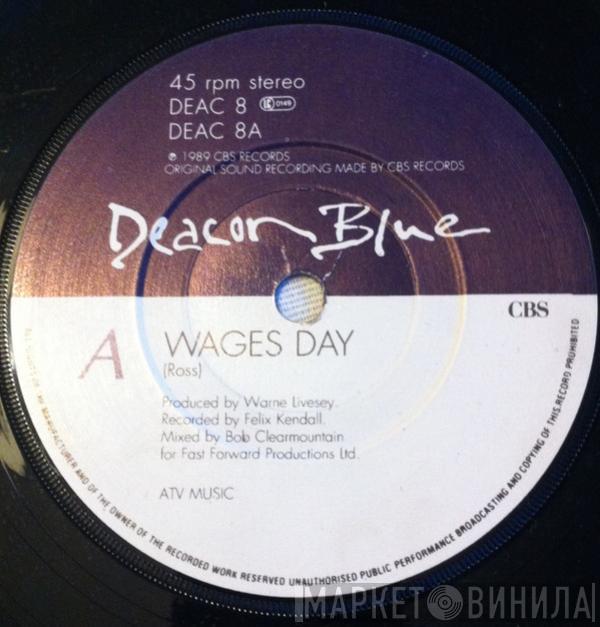 45 rpm stereo
DEAC 8 LC 0149
DEAC 8A
℗ 1989 CBS RECORDS
ORIGINAL SOUND RECORDING MADE BY CBS RECORDS
Deacon Blue
CBS
A WAGES DAY
(Ross)
Produced by Warne Livesey.
Recorded by Felix Kendall.
Mixed by Bob Clearmountain
for Fast Forward Productions Ltd.
ATV MUSIC
MANUFACTURER AND OF THE OWNER OF THE RECORDED WORK RESERVED UNAUTHORISED PUBLIC PERFORMANCE BROADCASTING AND COPYING OF THIS RECORD PROHIBITED
МАРКЕТ ВИНИЛА